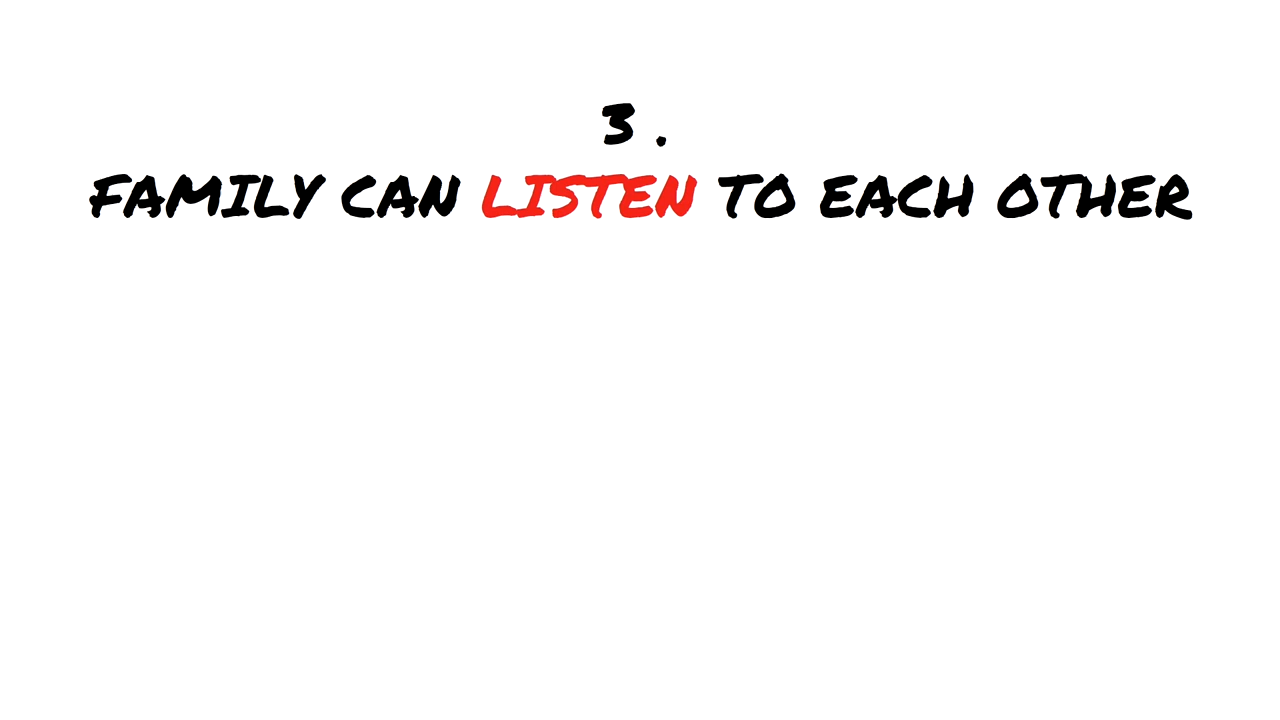 3 .
FAMILY CAN LISTEN TO EACH OTHER